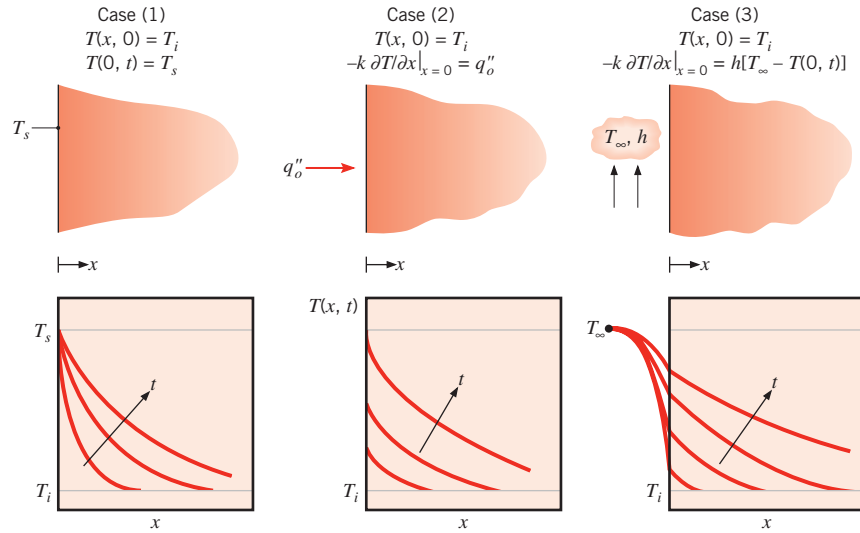 Case (1)
T(x, 0) = T_i
T(0, t) = T_s
Case (2)
T(x, 0) = T_i
–k ∂T/∂x|_{x = 0} = q″_o
Case (3)
T(x, 0) = T_i
–k ∂T/∂x|_{x = 0} = h[T_∞ – T(0, t)]
T_s
q″_o
T_∞, h
x
x
x
T_s
t
T_i
x
T(x, t)
t
x
T_∞
t
T_i
x